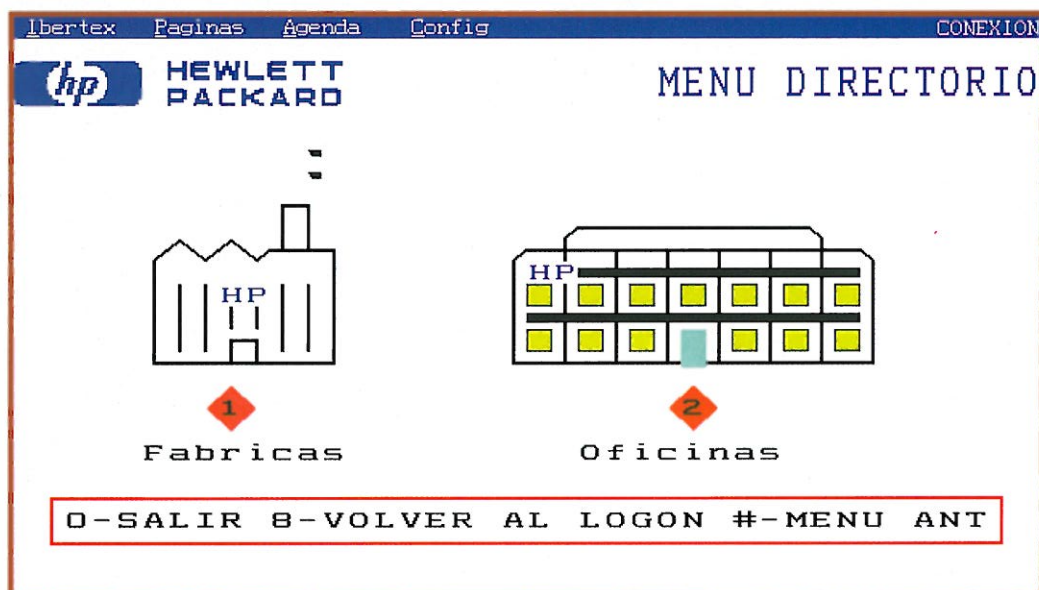 Ibertex Paginas Agenda Config CONEXION
hp HEWLETT PACKARD MENU DIRECTORIO
HP
HP
1
2
Fabricas
Oficinas
0-SALIR 8-VOLVER AL LOGON #-MENU ANT